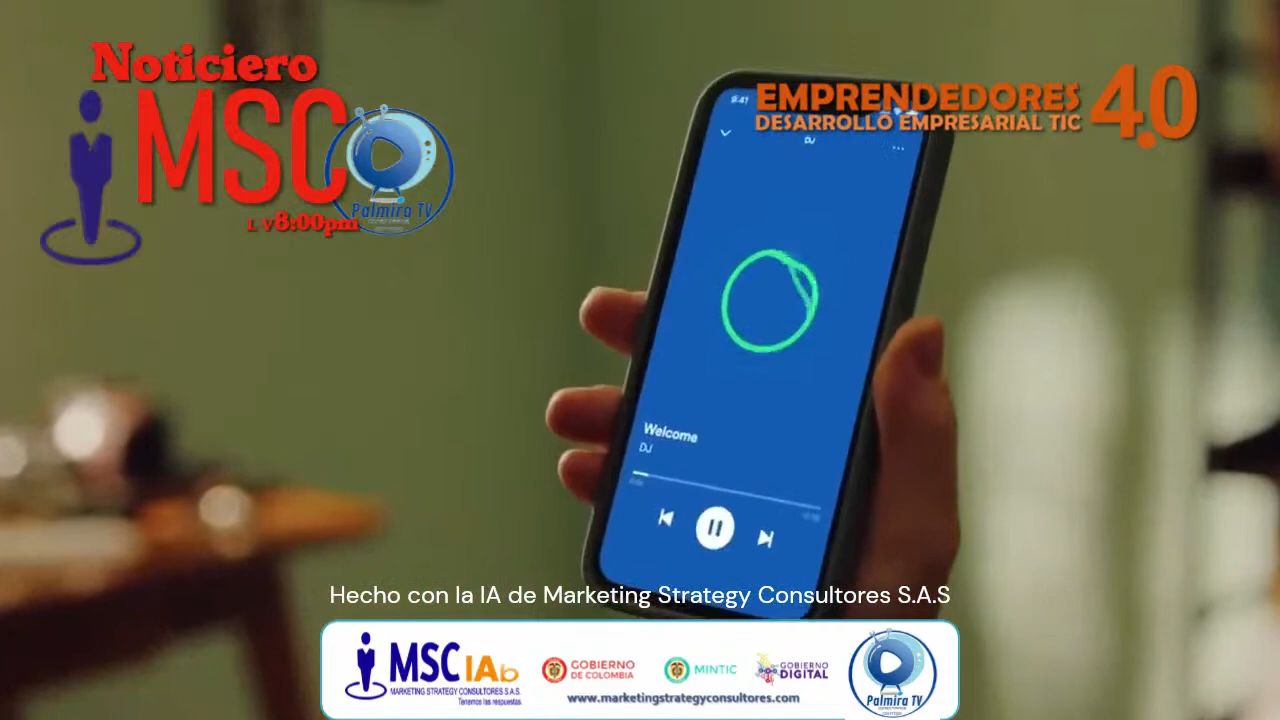 Noticiero
MSC
L V 8:00pm
Palmira TV
EMPRENDEDORES 4.0
DESARROLLO EMPRESARIAL TIC
9:41
DJ
Welcome
DJ
Hecho con la IA de Marketing Strategy Consultores S.A.S
MSC IAb
MARKETING STRATEGY CONSULTORES S.A.S.
Tenemos las respuestas
GOBIERNO
DE COLOMBIA
MINTIC
GOBIERNO
DIGITAL
www.marketingstrategyconsultores.com
Palmira TV